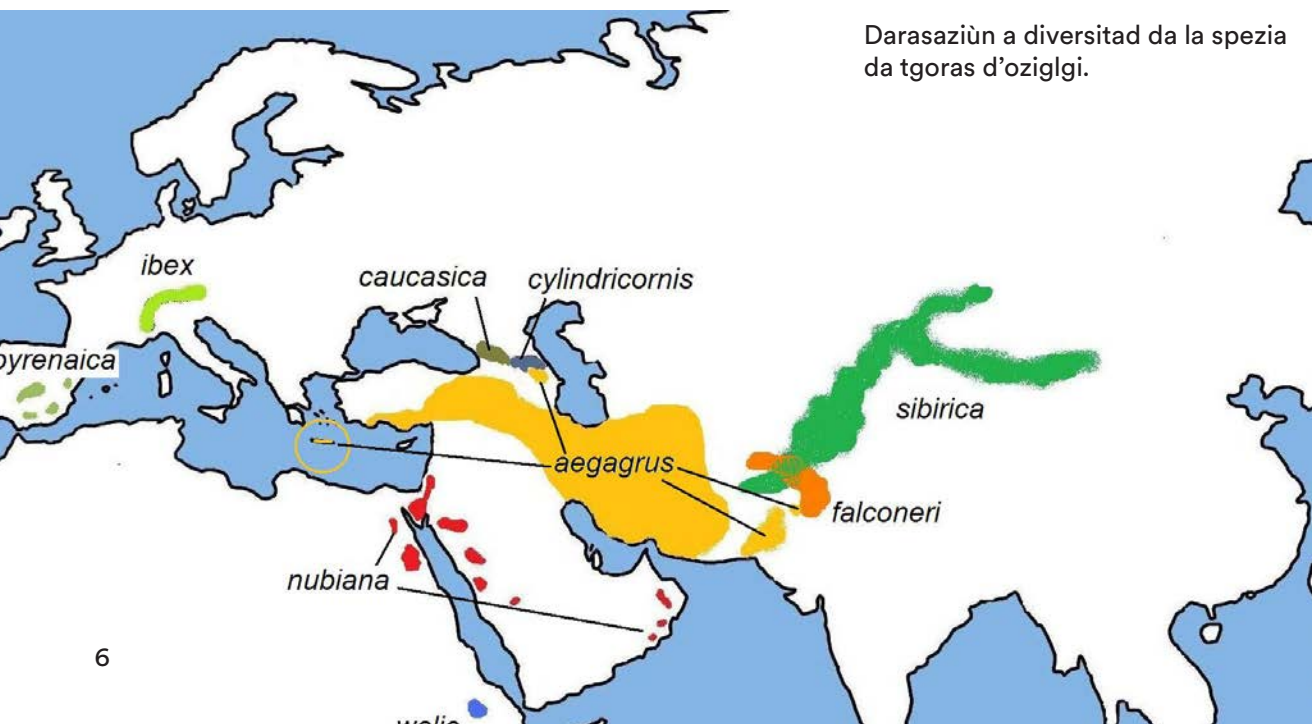 Darasaziùn a diversitad da la spezia
da tgoras d'oziglgi.
ibex
caucasica
cylindricornis
pyrenaica
sibirica
aegagrus
falconeri
nubiana
6